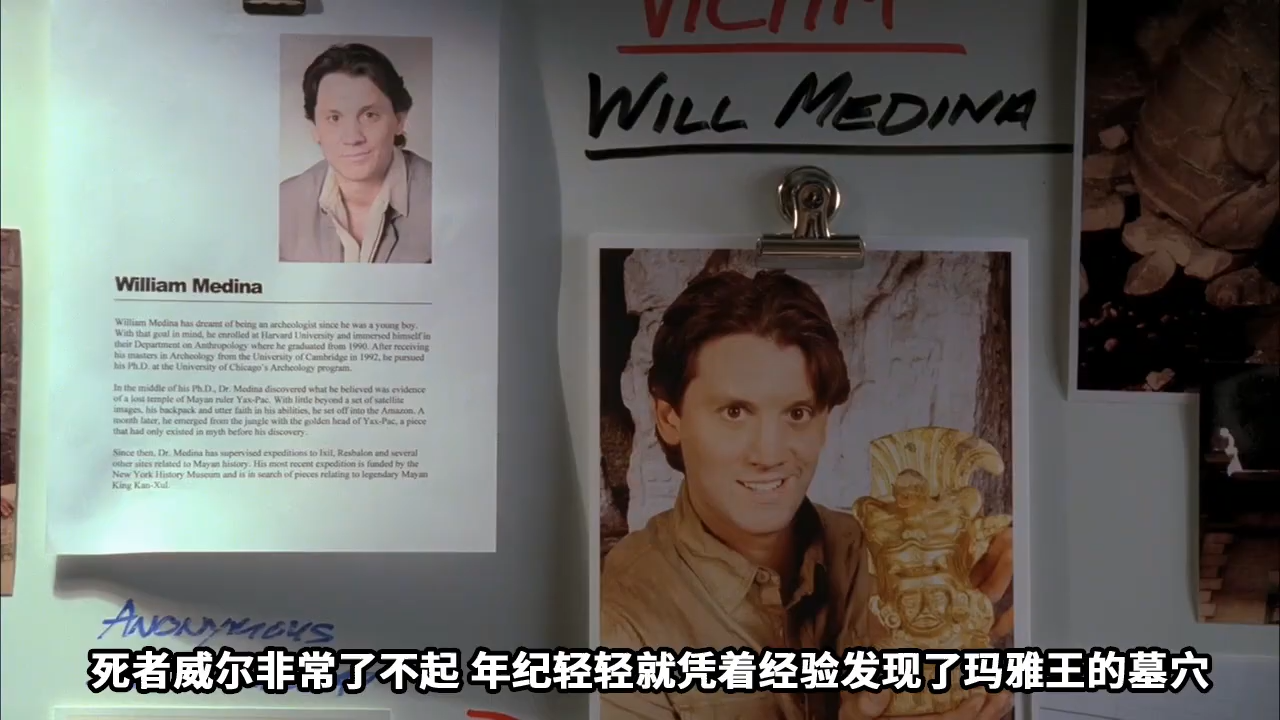 VICTIM
WILL MEDINA
William Medina
William Medina has dreamt of being an archeologist since he was a young boy.
With that goal in mind, he enrolled at Harvard University and immersed himself in
their Department on Anthropology where he graduated from 1990. After receiving
his masters in Archeology from the University of Cambridge in 1992, he pursued
his Ph.D. at the University of Chicago's Archeology program.
In the middle of his Ph.D., Dr. Medina discovered what he believed was evidence
of a lost temple of Mayan ruler Yax-Pac. With little beyond a set of satellite
images, his backpack and utter faith in his abilities, he set off into the Amazon. A
month later, he emerged from the jungle with the golden head of Yax-Pac, a piece
that had only existed in myth before his discovery.
Since then, Dr. Medina has supervised expeditions to Ixil, Resbalon and several
other sites related to Mayan history. His most recent expedition is funded by the
New York History Museum and is in search of pieces relating to legendary Mayan
King Kan-Xul.
ANONYMOUS
死者威尔非常了不起 年纪轻轻就凭着经验发现了玛雅王的墓穴